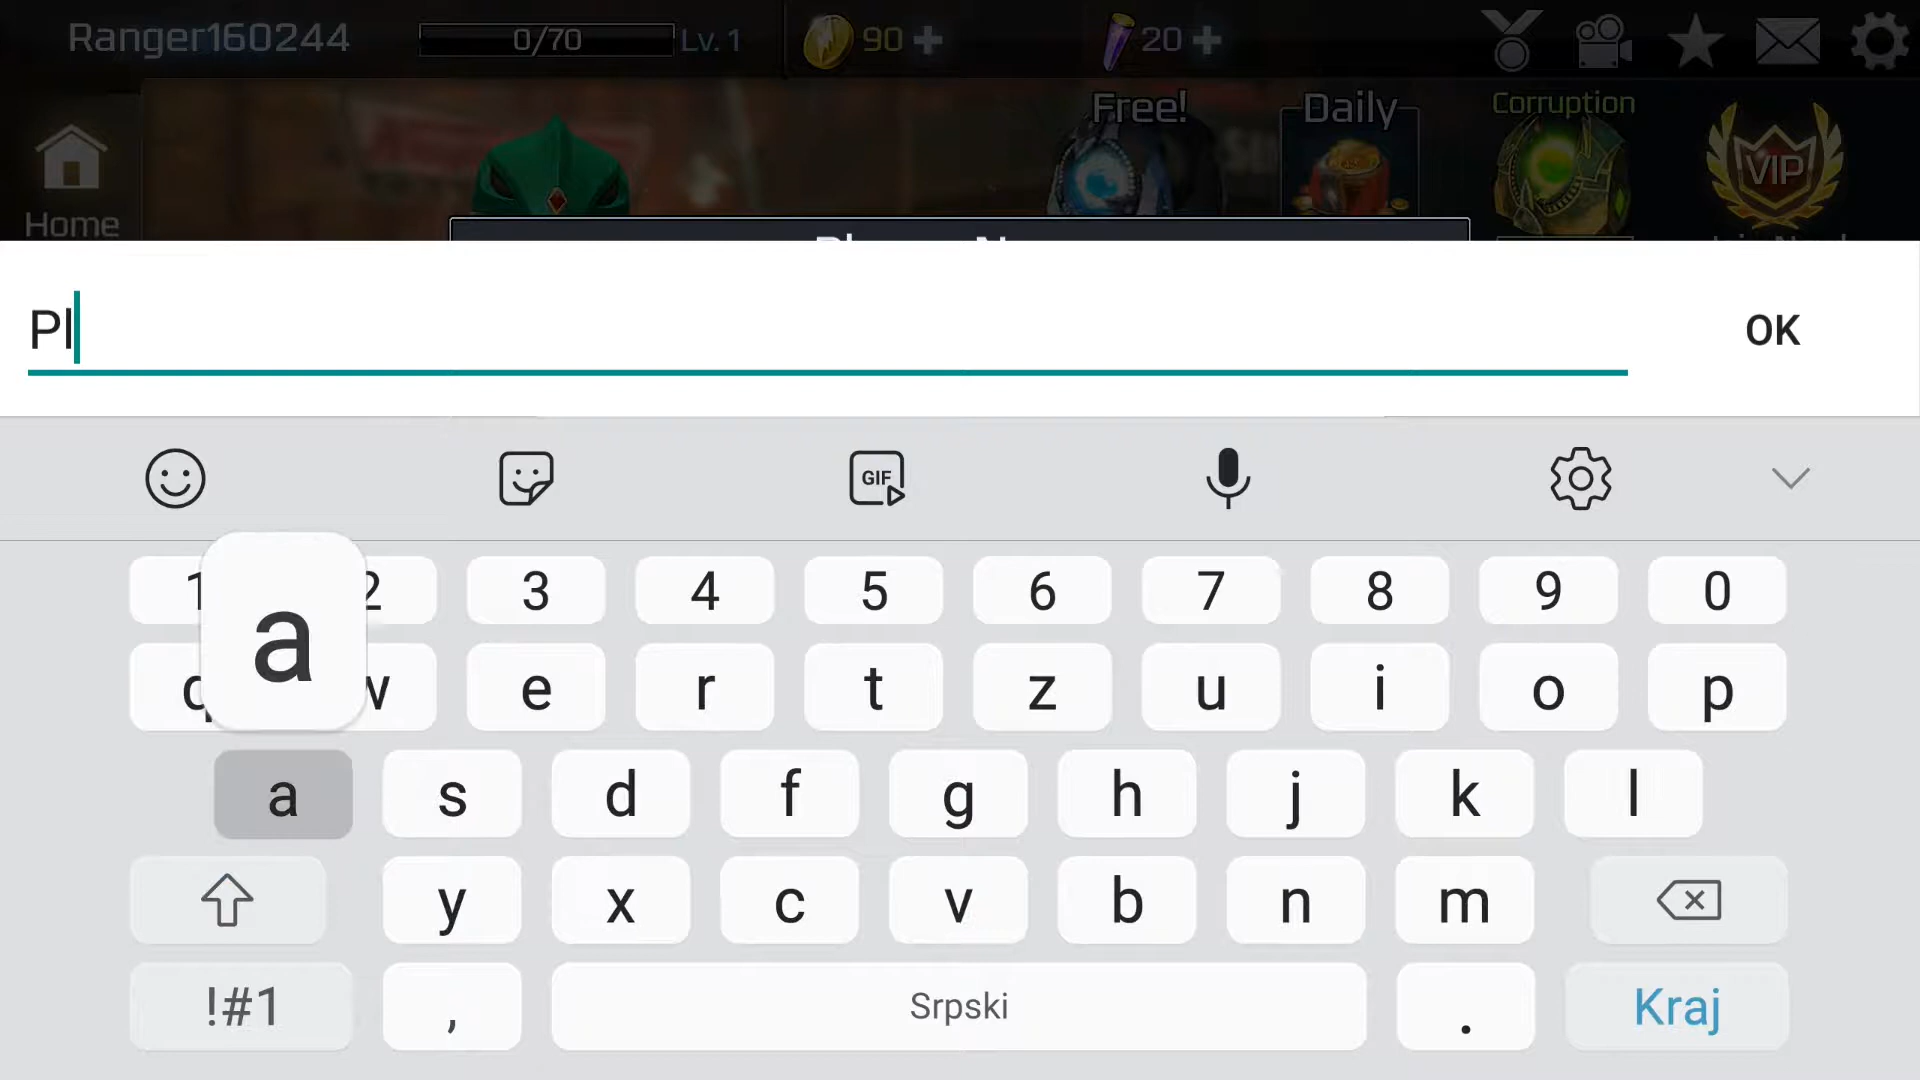 Ranger160244 0/70 Lv. 1 90 20
Free! Daily Corruption
VIP
Home
Pl OK
GIF
1 2 3 4 5 6 7 8 9 0
a
q w e r t z u i o p
a s d f g h j k l
y x c v b n m
!#1 , Srpski . Kraj